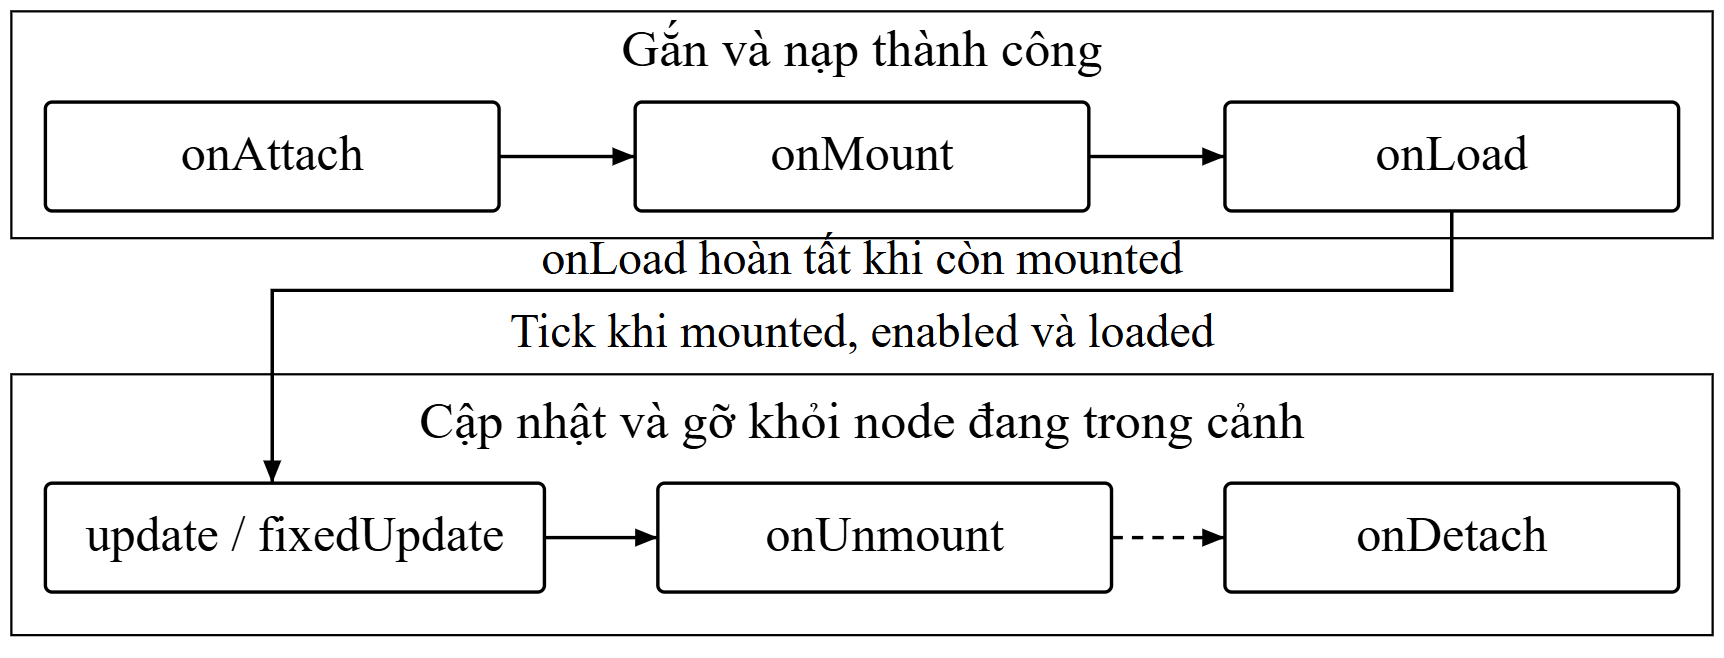 Gắn và nạp thành công
onAttach
onMount
onLoad
onLoad hoàn tất khi còn mounted
Tick khi mounted, enabled và loaded
Cập nhật và gỡ khỏi node đang trong cảnh
update / fixedUpdate
onUnmount
onDetach